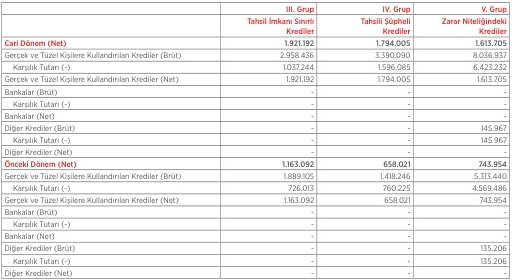 III. Grup IV. Grup V. Grup
Tahsil İmkanı Sınırlı Tahsili Şüpheli Zarar Niteliğindeki
Krediler Krediler Krediler
Cari Dönem (Net) 1.921.192 1.794.005 1.613.705
Gerçek ve Tüzel Kişilere Kullandırılan Krediler (Brüt) 2.958.436 3.390.090 8.036.937
Karşılık Tutarı (-) 1.037.244 1.596.085 6.423.232
Gerçek ve Tüzel Kişilere Kullandırılan Krediler (Net) 1.921.192 1.794.005 1.613.705
Bankalar (Brüt) - - -
Karşılık Tutarı (-) - - -
Bankalar (Net) - - -
Diğer Krediler (Brüt) - - 145.967
Karşılık Tutarı (-) - - 145.967
Diğer Krediler (Net) - - -
Önceki Dönem (Net) 1.163.092 658.021 743.954
Gerçek ve Tüzel Kişilere Kullandırılan Krediler (Brüt) 1.889.105 1.418.246 5.313.440
Karşılık Tutarı (-) 726.013 760.225 4.569.486
Gerçek ve Tüzel Kişilere Kullandırılan Krediler (Net) 1.163.092 658.021 743.954
Bankalar (Brüt) - - -
Karşılık Tutarı (-) - - -
Bankalar (Net) - - -
Diğer Krediler (Brüt) - - 135.206
Karşılık Tutarı (-) - - 135.206
Diğer Krediler (Net) - - -